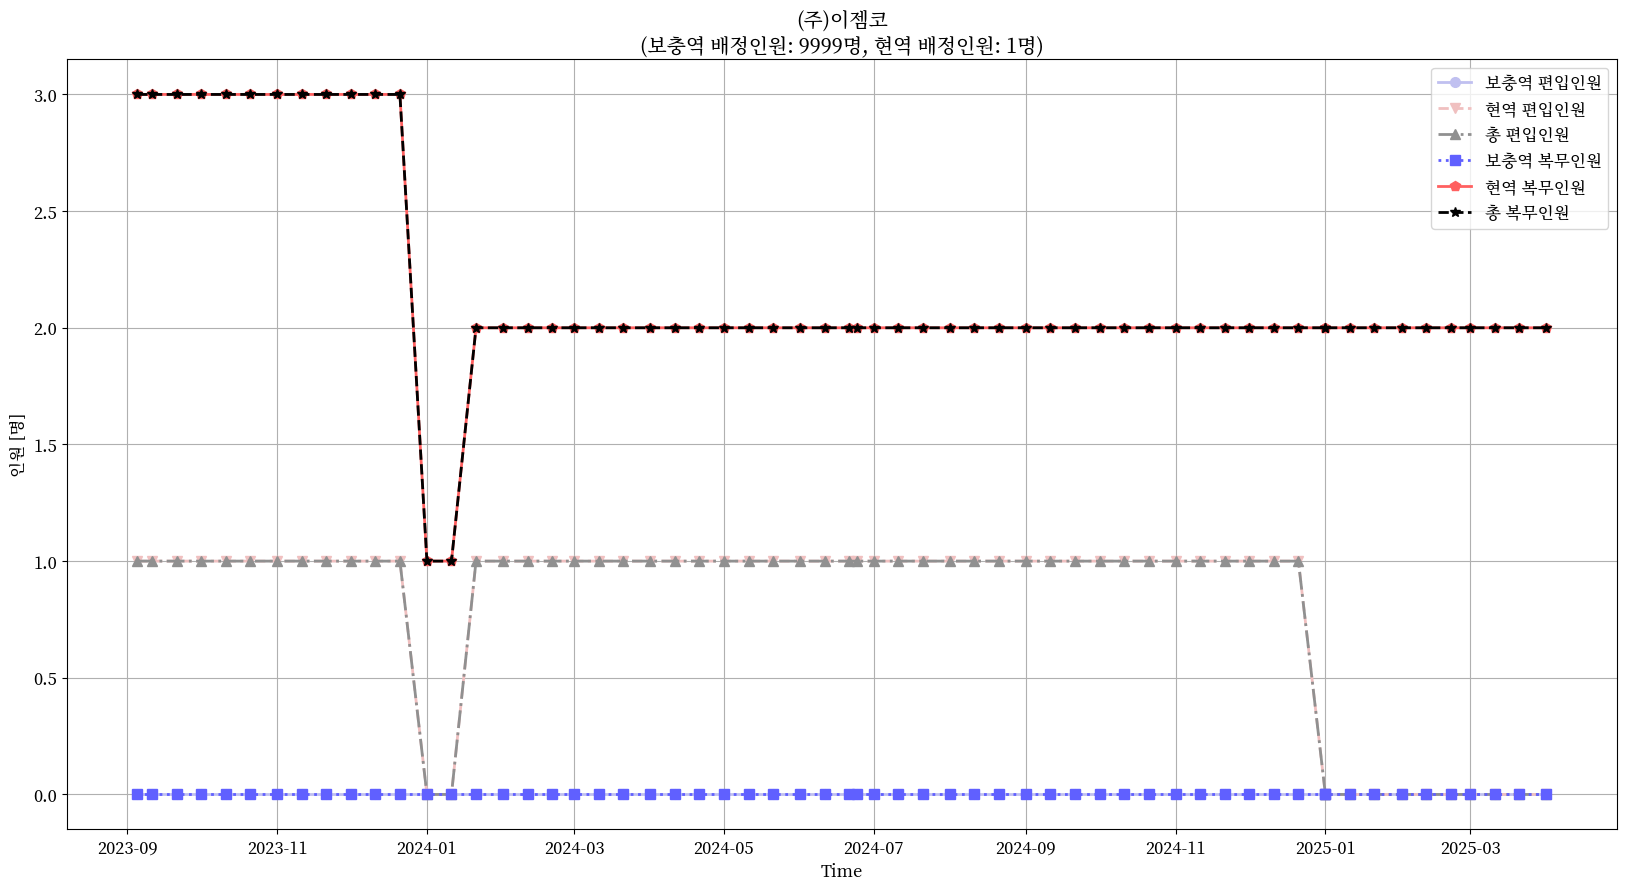 (주)이젬코
(보충역 배정인원: 9999명, 현역 배정인원: 1명)
보충역 편입인원
현역 편입인원
총 편입인원
보충역 복무인원
현역 복무인원
총 복무인원
인원 [명]
3.0
2.5
2.0
1.5
1.0
0.5
0.0
2023-09
2023-11
2024-01
2024-03
2024-05
2024-07
2024-09
2024-11
2025-01
2025-03
Time